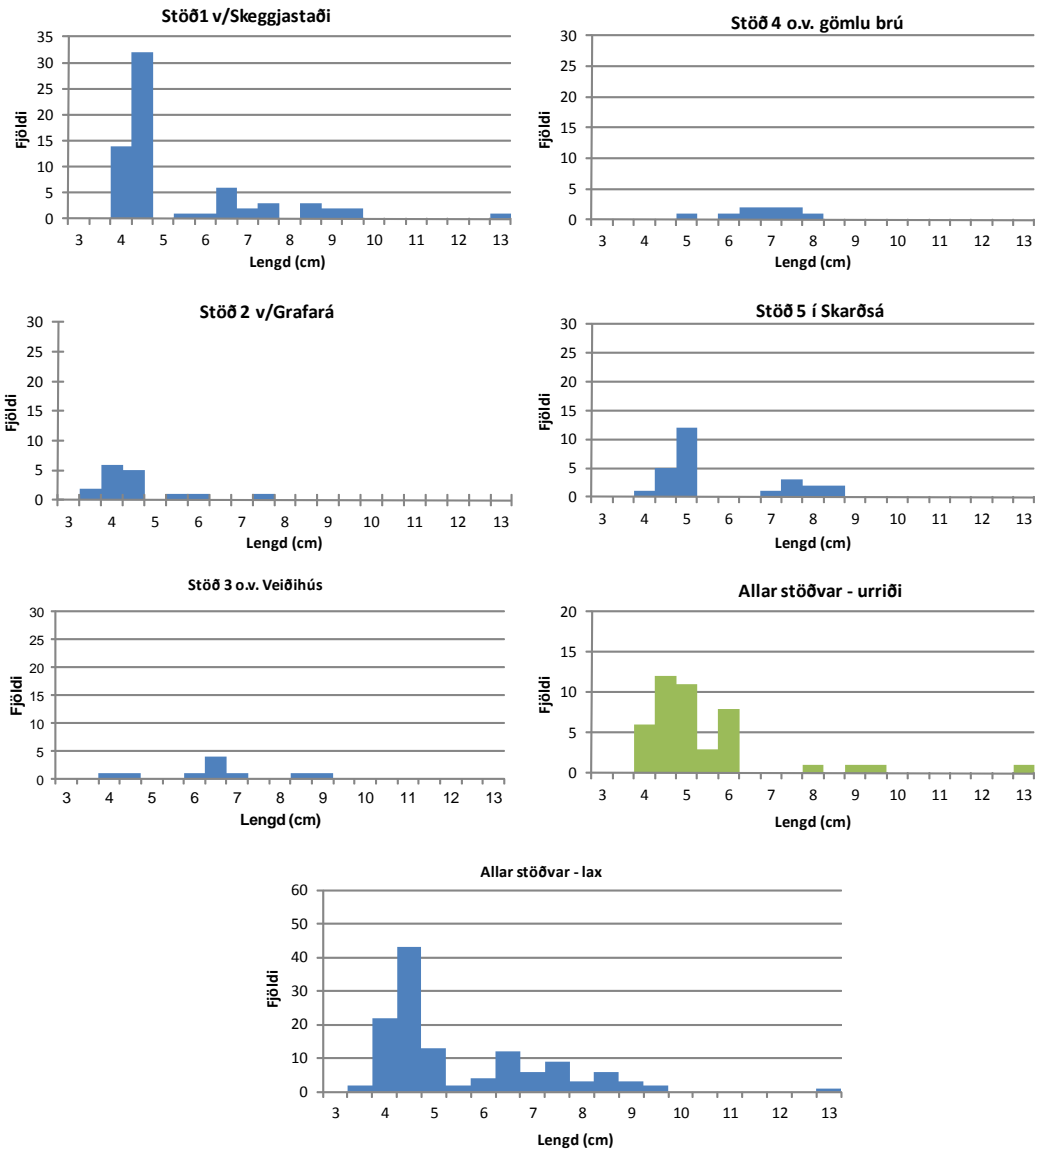 Stöð1 v/Skeggjastaði
35
30
25
20
15
10
5
0
Fjöldi
3 4 5 6 7 8 9 10 11 12 13
Lengd (cm)
Stöð 4 o.v. gömlu brú
30
25
20
15
10
5
0
Fjöldi
3 4 5 6 7 8 9 10 11 12 13
Lengd (cm)
Stöð 2 v/Grafará
30
25
20
15
10
5
0
Fjöldi
3 4 5 6 7 8 9 10 11 12 13
Lengd (cm)
Stöð 5 í Skarðsá
30
25
20
15
10
5
0
Fjöldi
3 4 5 6 7 8 9 10 11 12 13
Lengd (cm)
Stöð 3 o.v. Veiðihús
30
25
20
15
10
5
0
Fjöldi
3 4 5 6 7 8 9 10 11 12 13
Lengd (cm)
Allar stöðvar - urriði
20
15
10
5
0
Fjöldi
3 4 5 6 7 8 9 10 11 12 13
Lengd (cm)
Allar stöðvar - lax
60
50
40
30
20
10
0
Fjöldi
3 4 5 6 7 8 9 10 11 12 13
Lengd (cm)